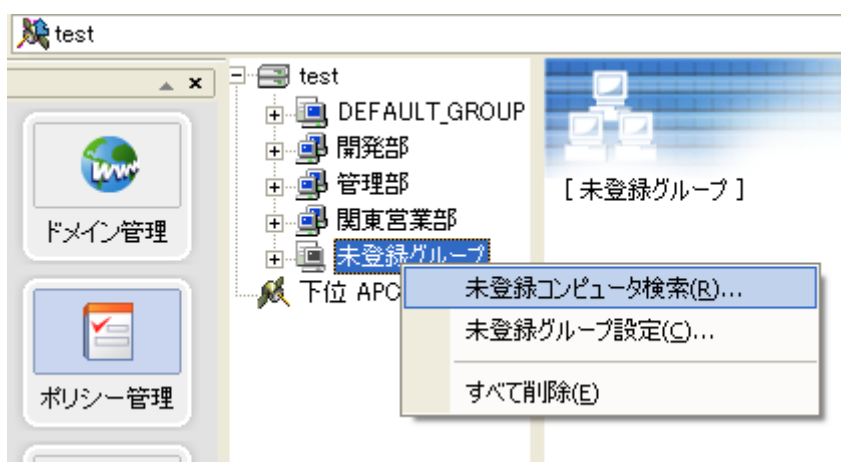 test
test
DEFAULT_GROUP
開発部
管理部
関東営業部
未登録グループ
下位 APC
WWW
ドメイン管理
ポリシー管理
[ 未登録グループ ]
未登録コンピュータ検索(R)...
未登録グループ設定(C)...
すべて削除(E)